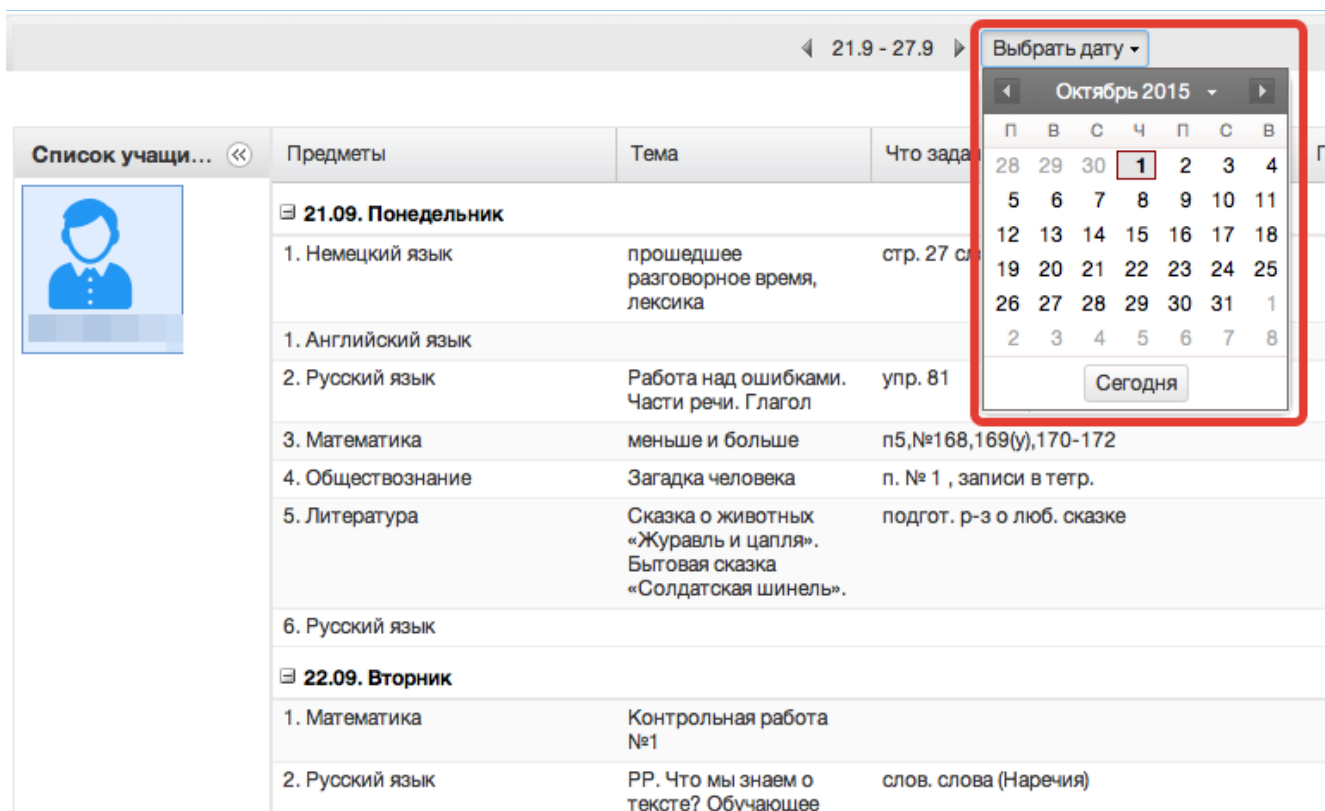 21.9 - 27.9 Выбрать дату
Октябрь 2015
П В С Ч П С В
28 29 30 1 2 3 4
5 6 7 8 9 10 11
12 13 14 15 16 17 18
19 20 21 22 23 24 25
26 27 28 29 30 31 1
2 3 4 5 6 7 8
Сегодня
Список учащи... Предметы Тема Что
21.09. Понедельник
1. Немецкий язык прошедшее стр. 27
разговорное время,
лексика
1. Английский язык
2. Русский язык Работа над ошибками. упр. 81
Части речи. Глагол
3. Математика меньше и больше п5,№168,169(у),170-172
4. Обществознание Загадка человека п. № 1 , записи в тетр.
5. Литература Сказка о животных подгот. р-з о люб. сказке
«Журавль и цапля».
Бытовая сказка
«Солдатская шинель».
6. Русский язык
22.09. Вторник
1. Математика Контрольная работа
№1
2. Русский язык РР. Что мы знаем о слов. слова (Наречия)
тексте? Обучающее